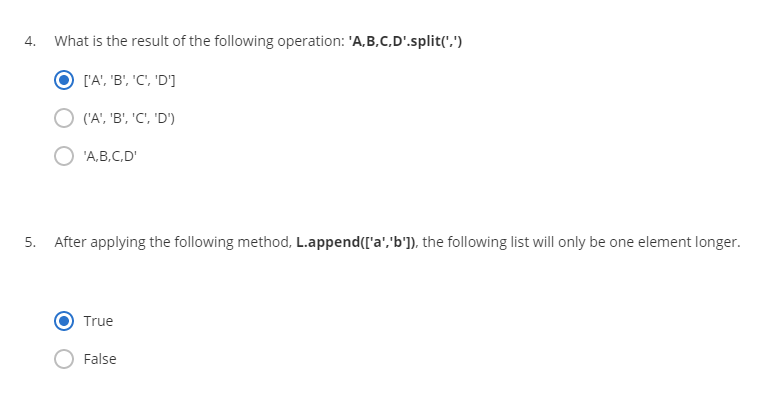 4. What is the result of the following operation: 'A,B,C,D'.split(',')
['A', 'B', 'C', 'D']
('A', 'B', 'C', 'D')
'A,B,C,D'
5. After applying the following method, L.append(['a','b']), the following list will only be one element longer.
True
False